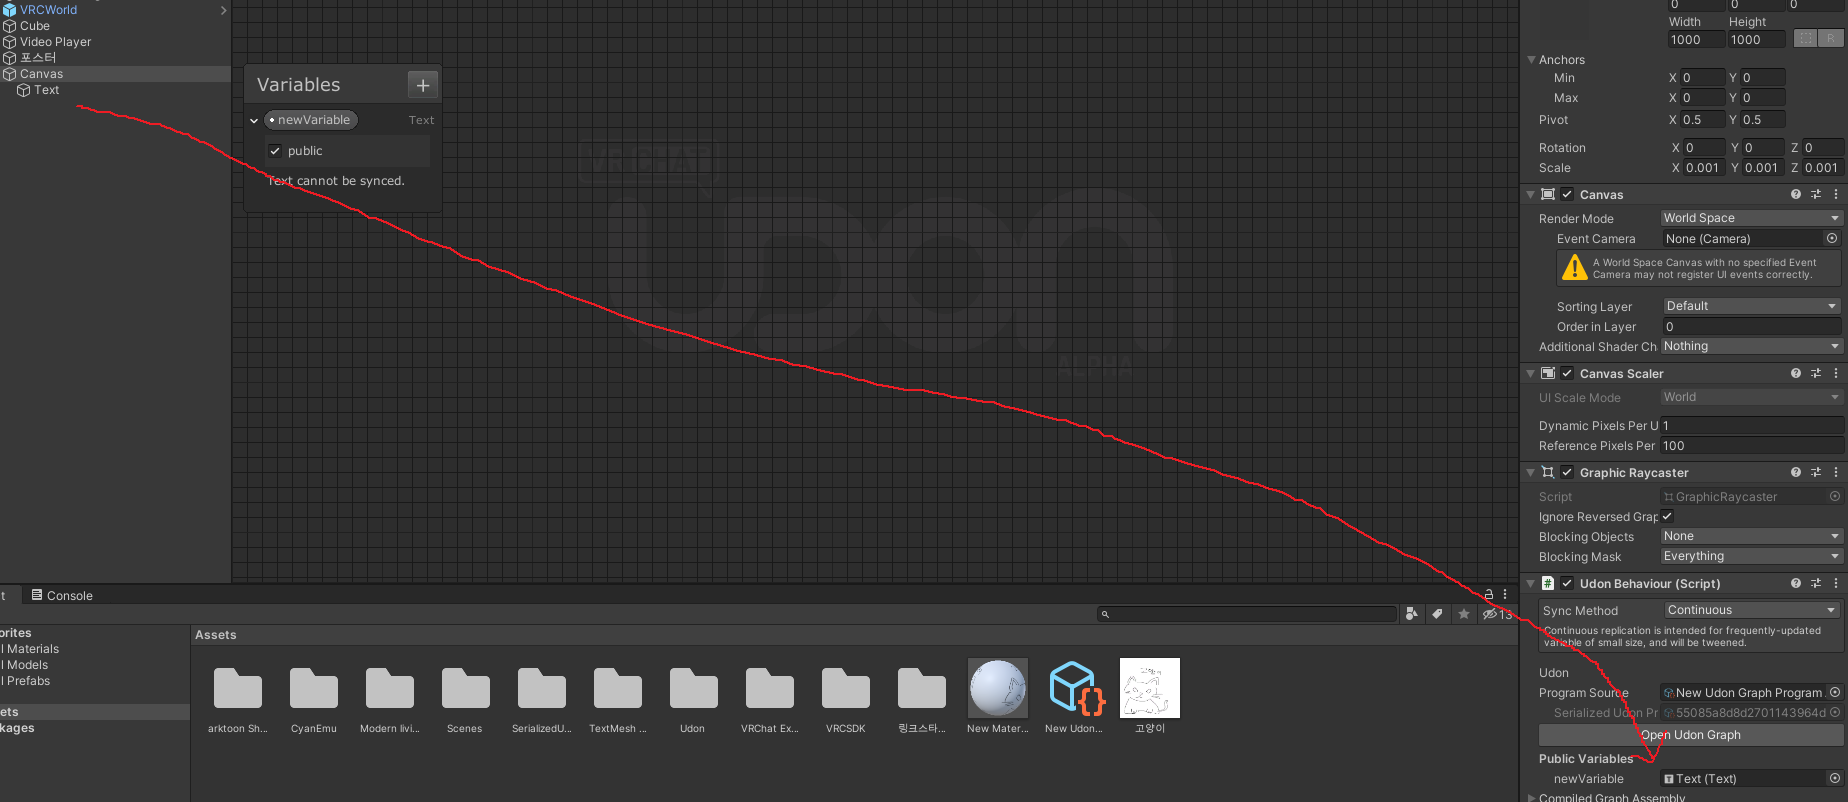 VRCWorld
Cube
Video Player
포스터
Canvas
Text
Variables
newVariable Text
public
Text cannot be synced.
UDON
ALPHA
0 0 0
Width Height
1000 1000 R
Anchors
Min X 0 Y 0
Max X 0 Y 0
Pivot X 0.5 Y 0.5
Rotation X 0 Y 0 Z 0
Scale X 0.001 Y 0.001 Z 0.001
Canvas
Render Mode World Space
Event Camera None (Camera)
A World Space Canvas with no specified Event
Camera may not register UI events correctly.
Sorting Layer Default
Order in Layer 0
Additional Shader Ch Nothing
Canvas Scaler
UI Scale Mode World
Dynamic Pixels Per U 1
Reference Pixels Per 100
Graphic Raycaster
Script GraphicRaycaster
Ignore Reversed Grap
Blocking Objects None
Blocking Mask Everything
Udon Behaviour (Script)
Sync Method Continuous
Continuous replication is intended for frequently-updated
variable of small size, and will be tweened.
Udon
Program Source New Udon Graph Program
Serialized Udon Pr 55085a8d8d2701143964d
Open Udon Graph
Public Variables
newVariable Text (Text)
Compiled Graph Assembly
t Console
13
orites
l Materials
l Models
l Prefabs
ets
kages
Assets
arktoon Sh...
CyanEmu
Modern livi...
Scenes
SerializedU...
TextMesh ...
Udon
VRChat Ex...
VRCSDK
링크스타...
New Mater...
New Udon...
고양이